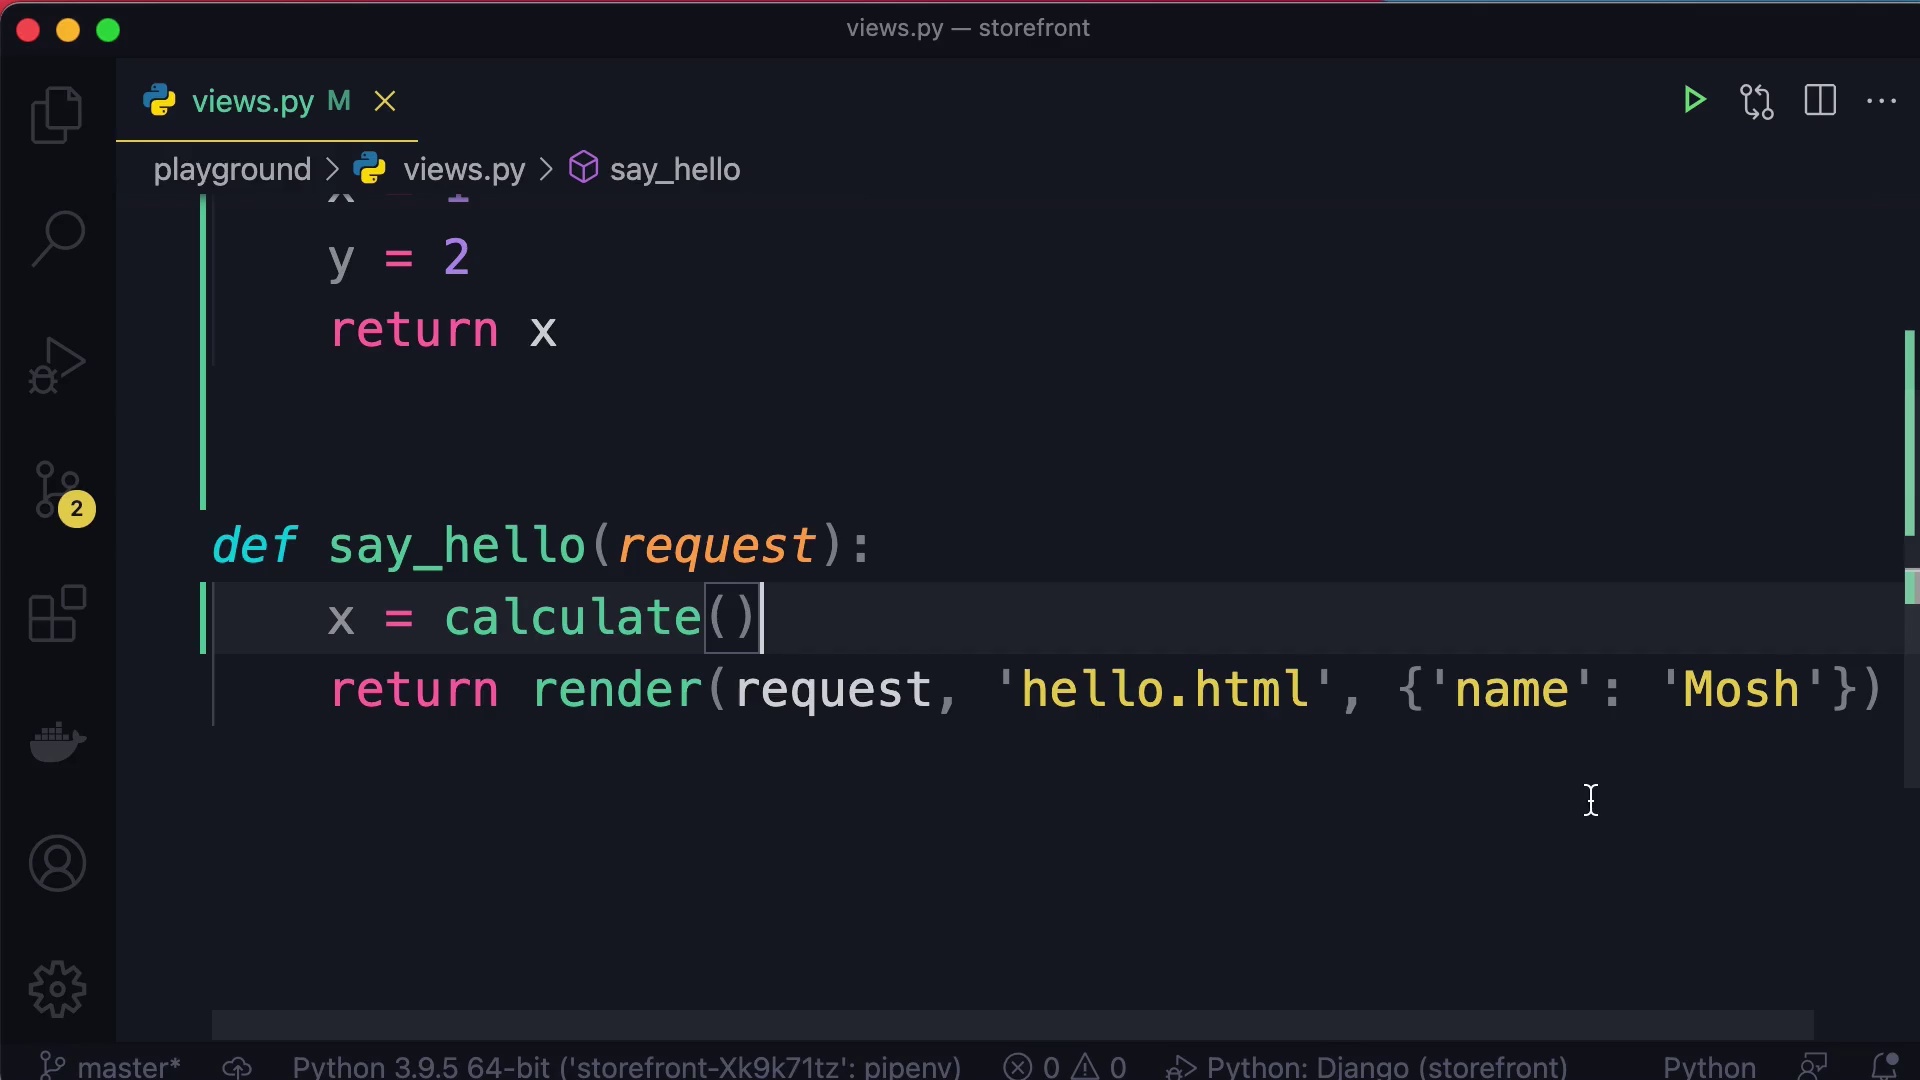 views.py — storefront
views.py M
playground > views.py > say_hello
x = 1
y = 2
return x
2
def say_hello(request):
x = calculate()
return render(request, 'hello.html', {'name': 'Mosh'})
master* Python 3.9.5 64-bit ('storefront-Xk9k71tz': pipenv) 0 0 Python: Django (storefront) Python